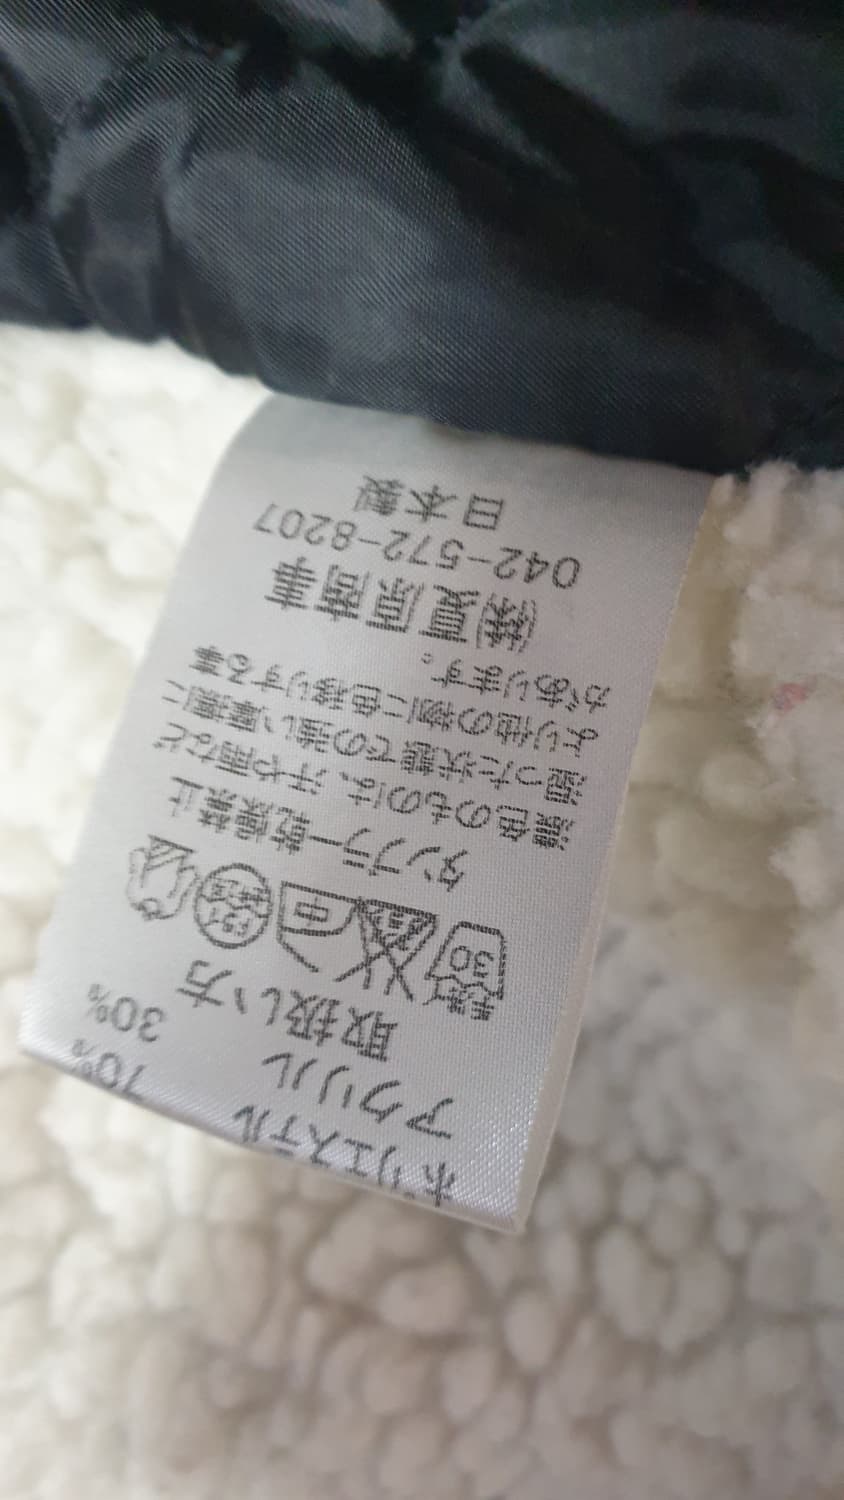 ポリエステル 70%
アクリル 30%
取扱い方
30 中
タンブラー乾燥禁止
濃色のものは、汗や雨など
湿った状態での強い摩擦に
より他の物に色移りする事
があります。
㈱夏原商事
042-572-8207
日本製